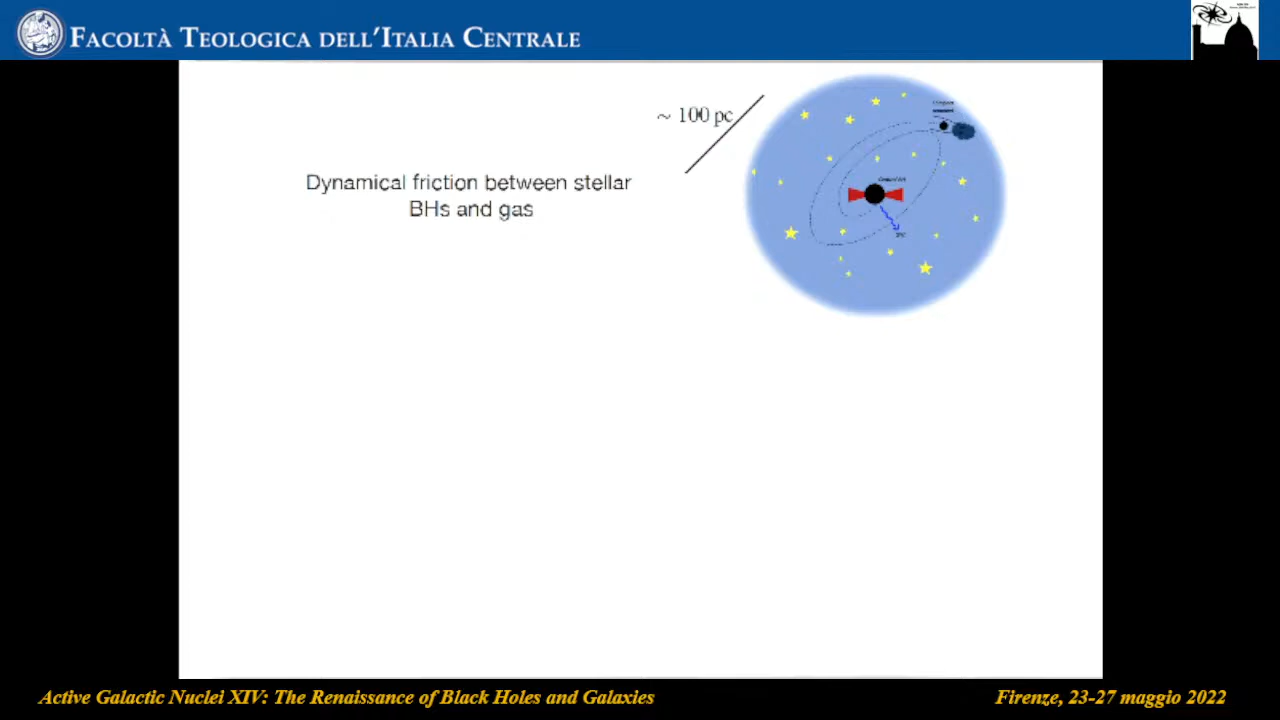 FACOLTÀ TEOLOGICA DELL'ITALIA CENTRALE
~ 100 pc
Dynamical friction between stellar
BHs and gas
Active Galactic Nuclei XIV: The Renaissance of Black Holes and Galaxies
Firenze, 23-27 maggio 2022